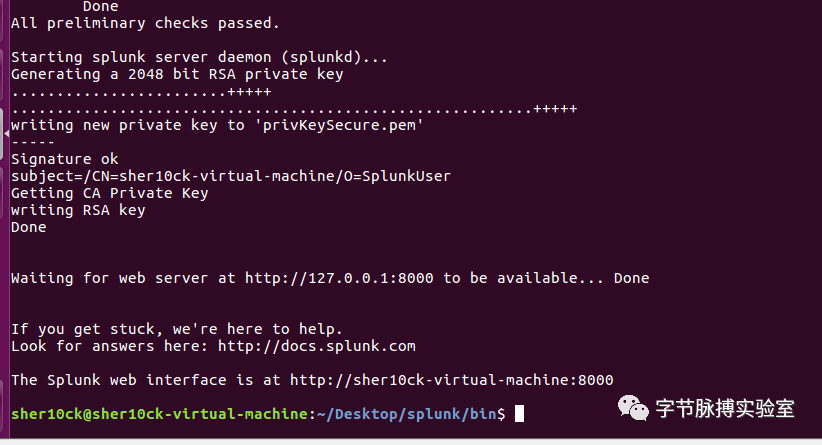 Done
All preliminary checks passed.
Starting splunk server daemon (splunkd)...
Generating a 2048 bit RSA private key
........................+++++
..........................................................+++++
writing new private key to 'privKeySecure.pem'
-----
Signature ok
subject=/CN=sher10ck-virtual-machine/O=SplunkUser
Getting CA Private Key
writing RSA key
Done
Waiting for web server at http://127.0.0.1:8000 to be available... Done
If you get stuck, we're here to help.
Look for answers here: http://docs.splunk.com
The Splunk web interface is at http://sher10ck-virtual-machine:8000
sher10ck@sher10ck-virtual-machine:~/Desktop/splunk/bin$
字节脉搏实验室